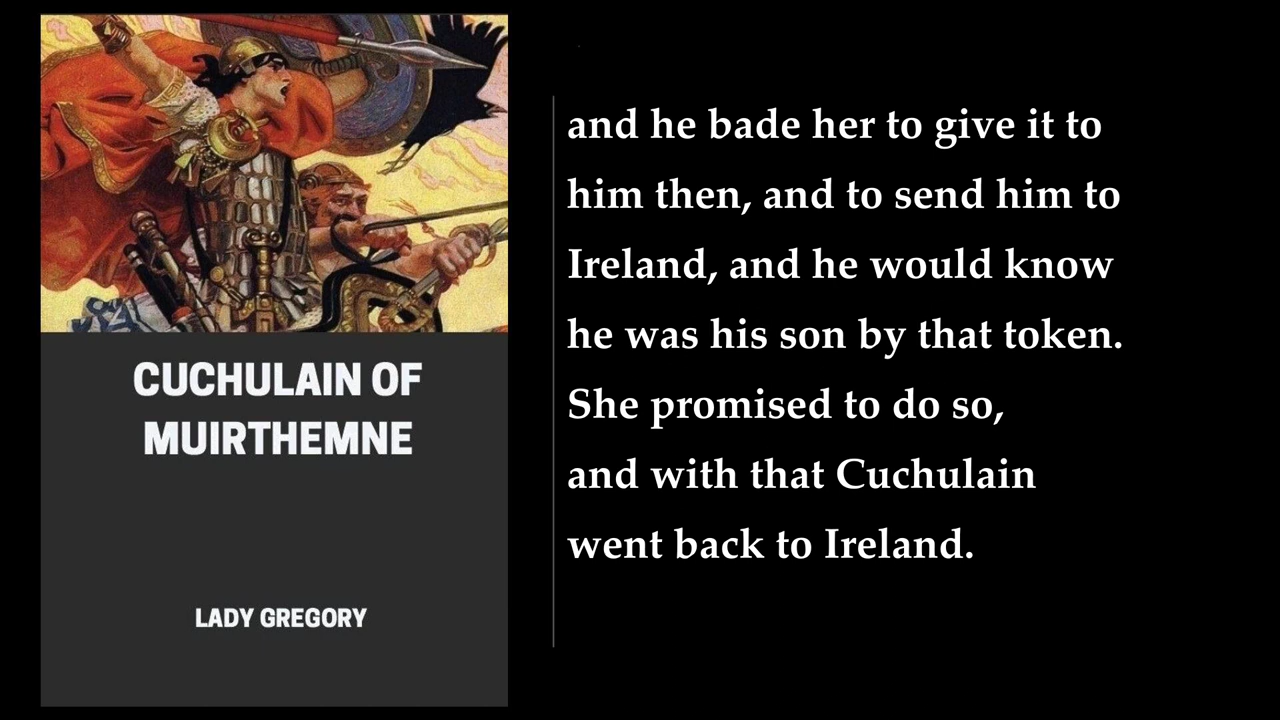 CUCHULAIN OF
MUIRTHEMNE
LADY GREGORY
and he bade her to give it to
him then, and to send him to
Ireland, and he would know
he was his son by that token.
She promised to do so,
and with that Cuchulain
went back to Ireland.